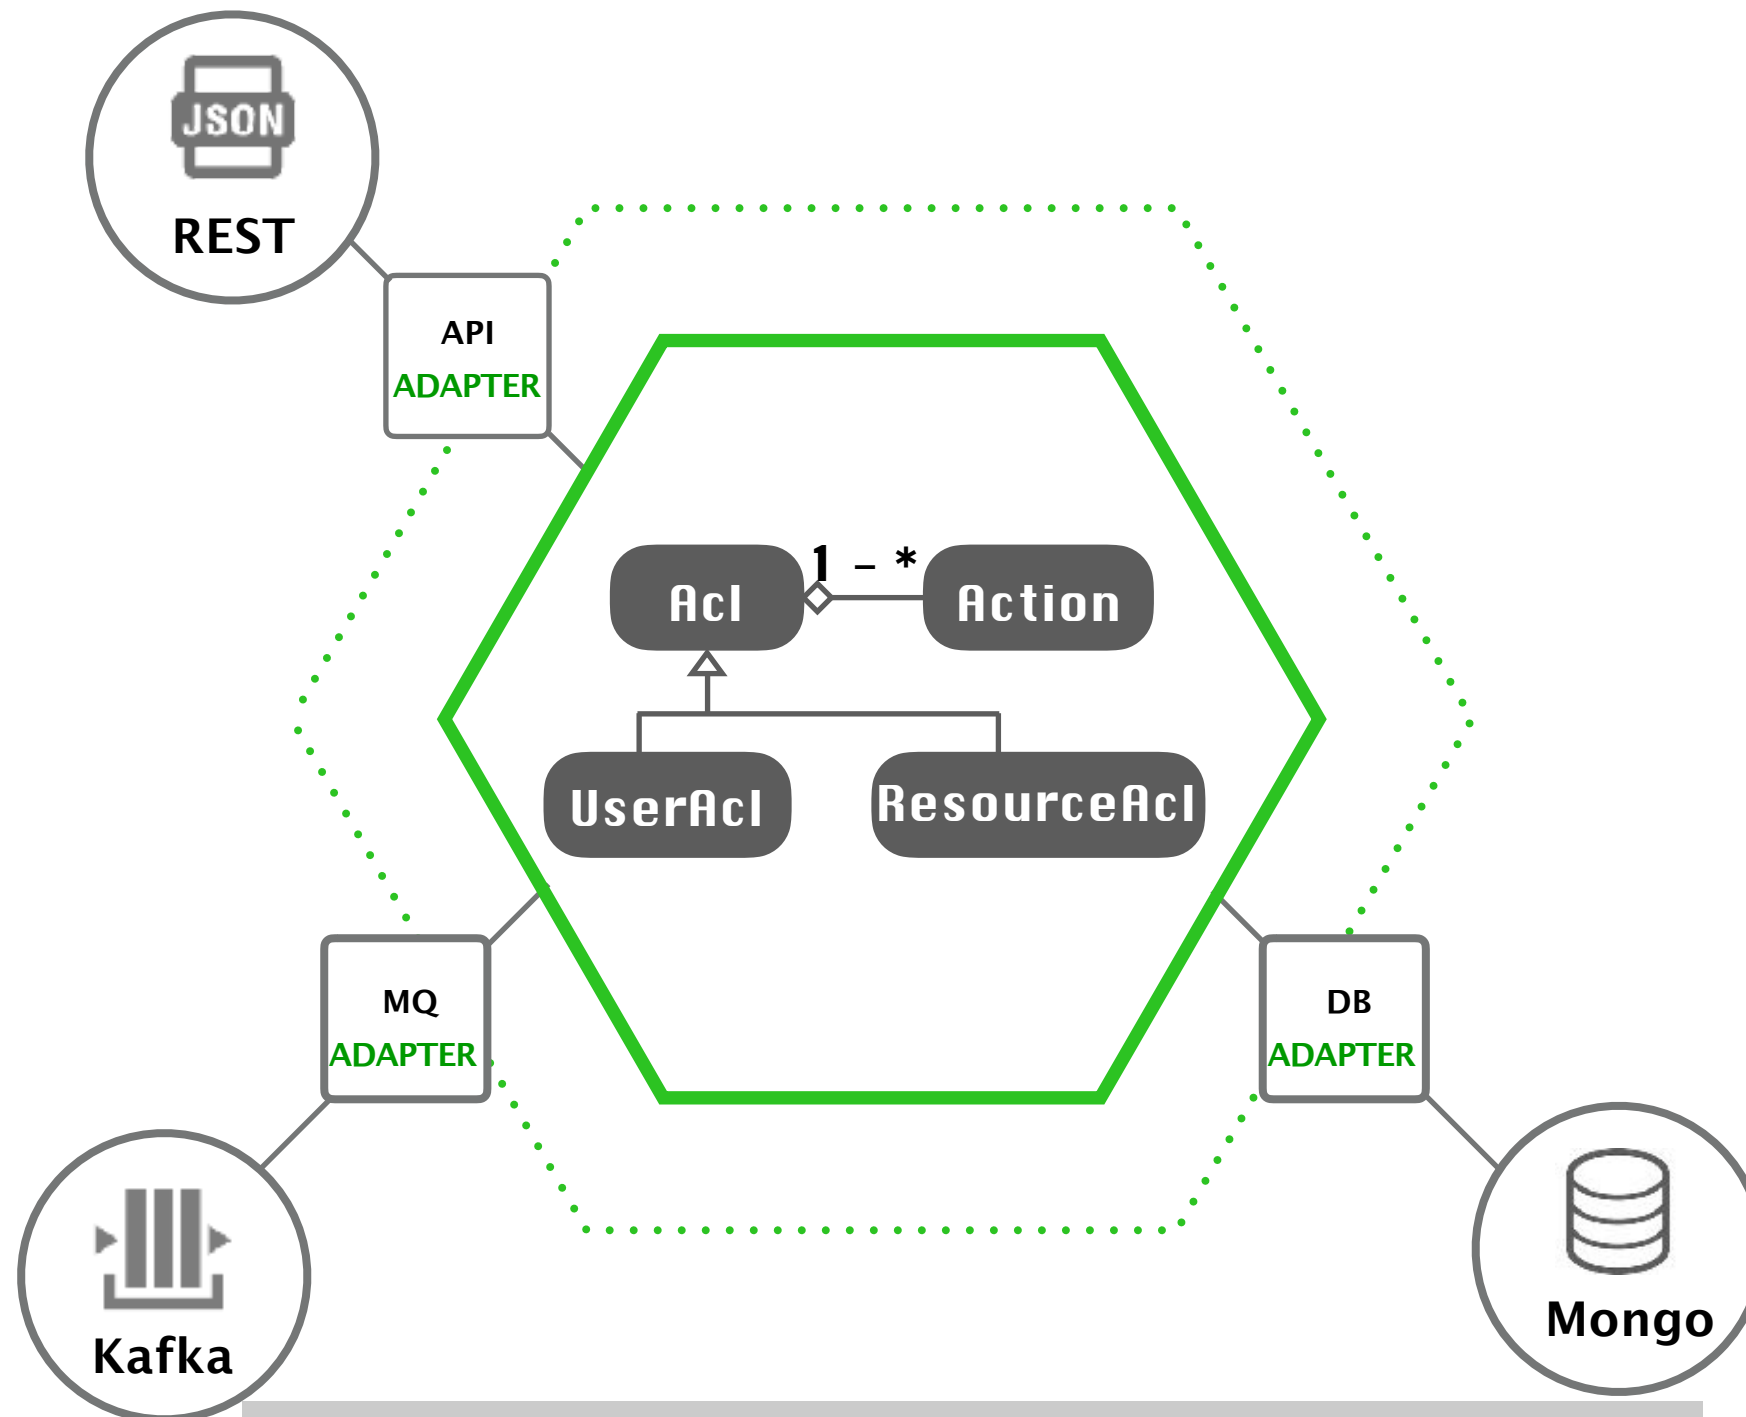 JSON
REST
API
ADAPTER
1 - *
Acl
Action
UserAcl
ResourceAcl
MQ
ADAPTER
DB
ADAPTER
Kafka
Mongo